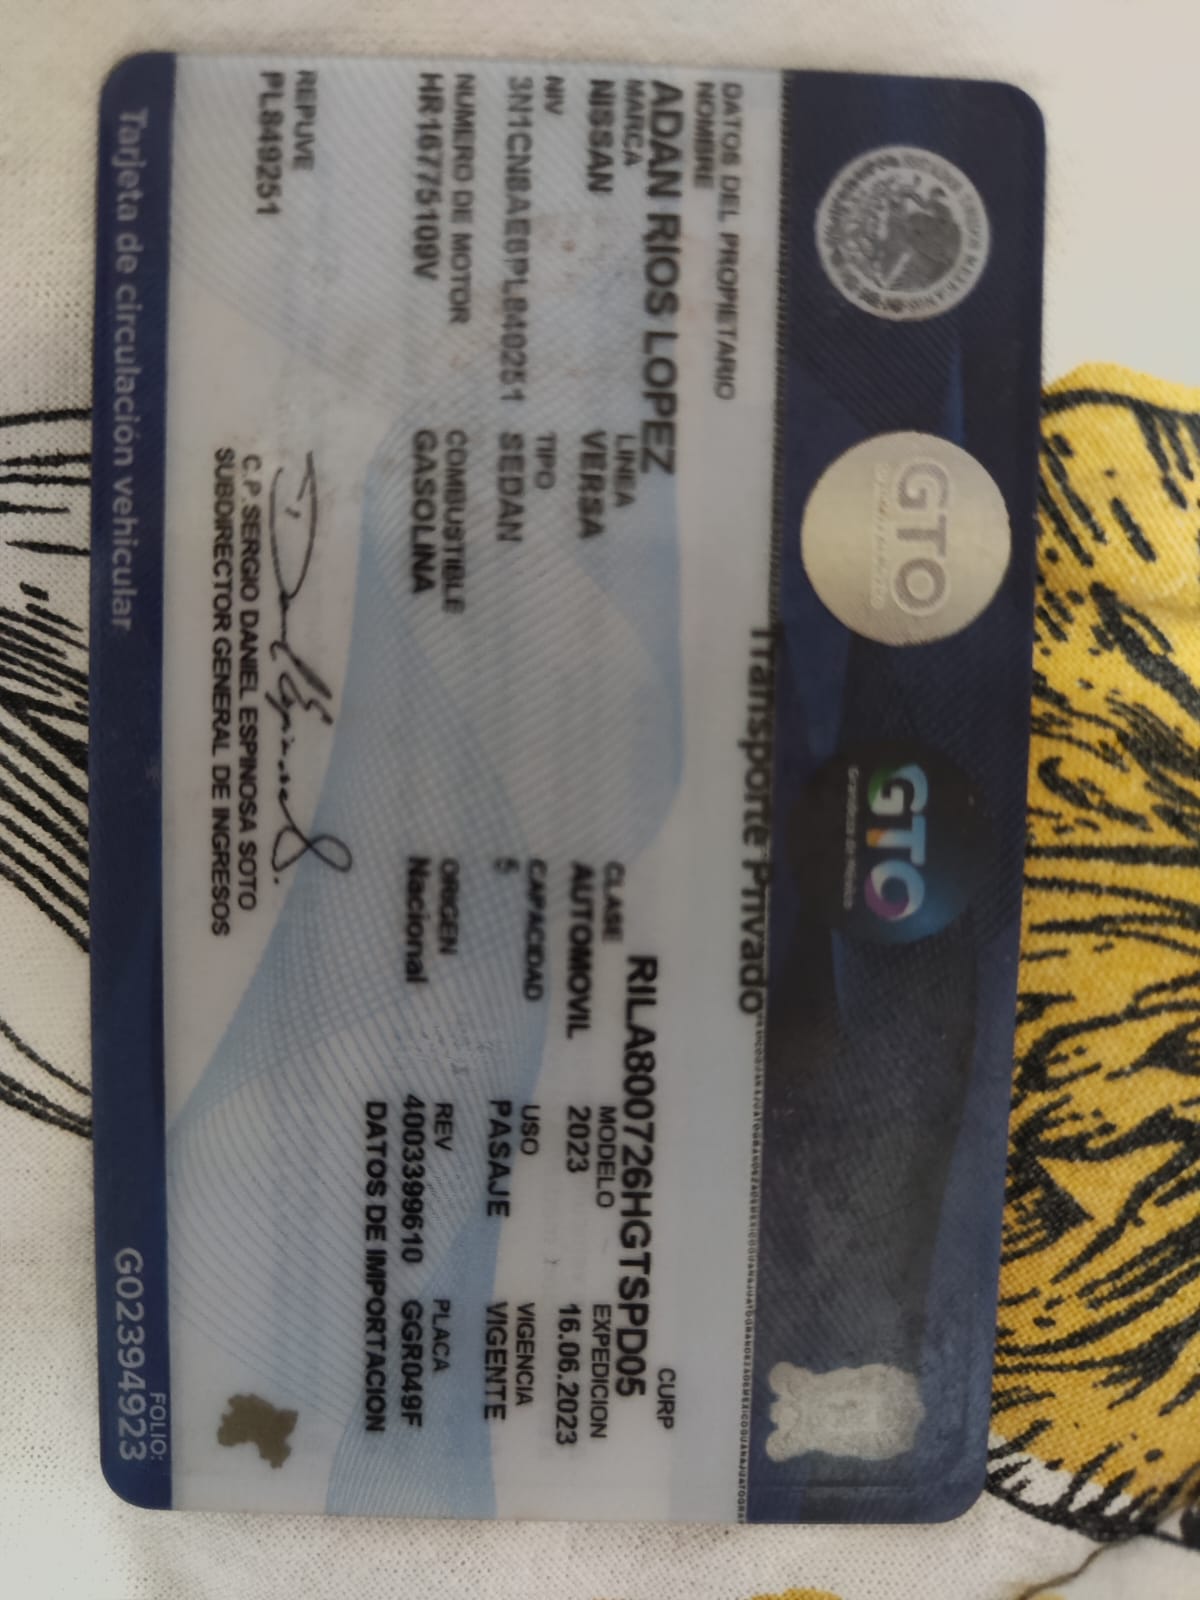 GTO
GTO
Transporte Privado
DATOS DEL PROPIETARIO
NOMBRE
CURP
ADAN RIOS LOPEZ
RILA800726HGTSPD05
MARCA LINEA CLASE MODELO EXPEDICION
NISSAN VERSA AUTOMOVIL 2023 16.06.2023
NIV TIPO CAPACIDAD USO VIGENCIA
SEDAN 5 PASAJE VIGENTE
NUMERO DE MOTOR COMBUSTIBLE ORIGEN REV PLACA
HR16775109V GASOLINA Nacional 4003399610 GGR049F
DATOS DE IMPORTACION
REPUVE
PL849251
C.P SERGIO DANIEL ESPINOSA SOTO
SUBDIRECTOR GENERAL DE INGRESOS
FOLIO:
Tarjeta de circulación vehicular G02394923